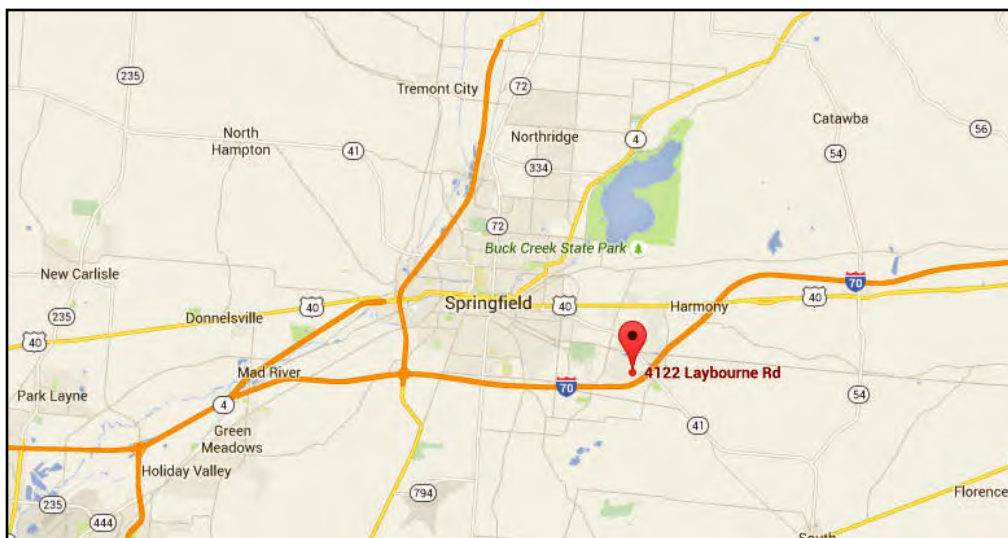 235
72
Tremont City
Catawba
56
North
Hampton
41
Northridge
4
54
334
72
Buck Creek State Park
New Carlisle
70
40
Springfield
40
Harmony
40
235
Donnelsville
40
4122 Laybourne Rd
Mad River
70
Park Layne
4
54
Green
Meadows
41
Holiday Valley
794
Florence
235
444
South